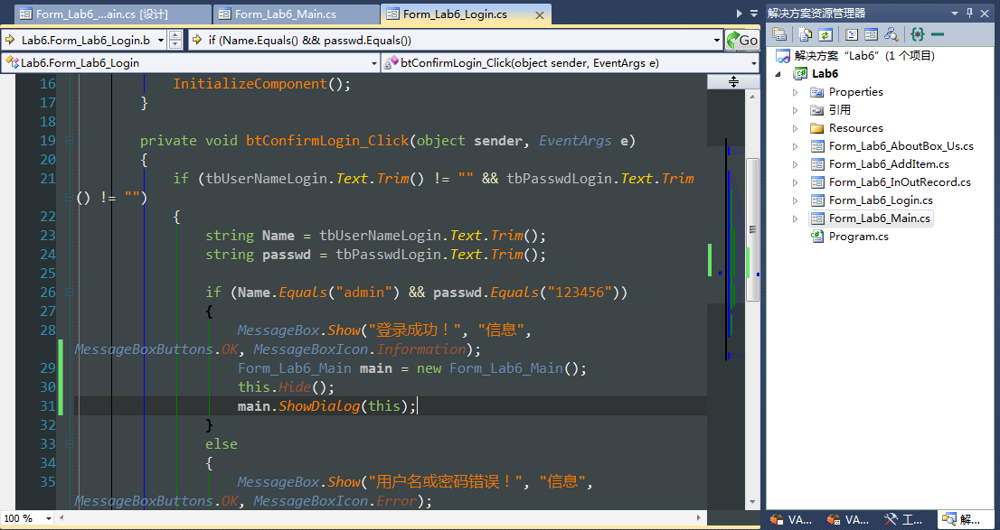 Form_Lab6_...ain.cs [设计]
Form_Lab6_Main.cs
Form_Lab6_Login.cs
Lab6.Form_Lab6_Login.b
if (Name.Equals() && passwd.Equals())
Go
Lab6.Form_Lab6_Login
btConfirmLogin_Click(object sender, EventArgs e)
16 InitializeComponent();
17 }
18
19 private void btConfirmLogin_Click(object sender, EventArgs e)
20 {
21 if (tbUserNameLogin.Text.Trim() != "" && tbPasswdLogin.Text.Trim
() != "")
22 {
23 string Name = tbUserNameLogin.Text.Trim();
24 string passwd = tbPasswdLogin.Text.Trim();
25
26 if (Name.Equals("admin") && passwd.Equals("123456"))
27 {
28 MessageBox.Show("登录成功！", "信息",
MessageBoxButtons.OK, MessageBoxIcon.Information);
29 Form_Lab6_Main main = new Form_Lab6_Main();
30 this.Hide();
31 main.ShowDialog(this);
32 }
33 else
34 {
35 MessageBox.Show("用户名或密码错误！", "信息",
MessageBoxButtons.OK, MessageBoxIcon.Error);
100 %
解决方案资源管理器
解决方案 "Lab6" (1 个项目)
Lab6
Properties
引用
Resources
Form_Lab6_AboutBox_Us.cs
Form_Lab6_AddItem.cs
Form_Lab6_InOutRecord.cs
Form_Lab6_Login.cs
Form_Lab6_Main.cs
Program.cs
VA...
VA...
工...
解...